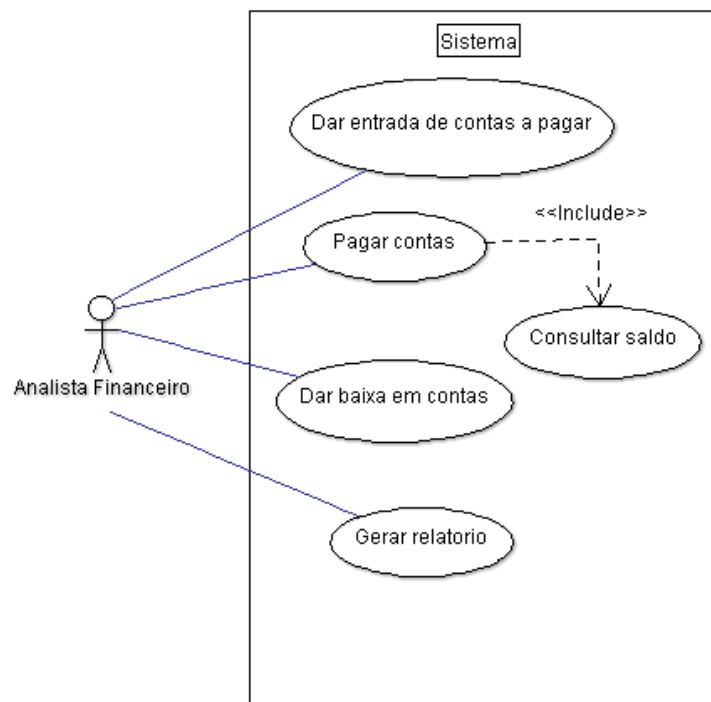 Sistema
Dar entrada de contas a pagar
<<Include>>
Pagar contas
Consultar saldo
Analista Financeiro
Dar baixa em contas
Gerar relatorio